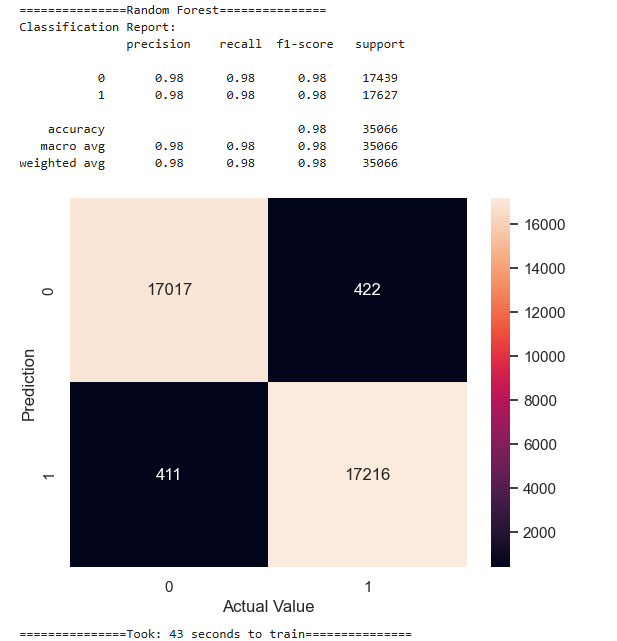 ===============Random Forest===============
Classification Report:
precision recall f1-score support
0 0.98 0.98 0.98 17439
1 0.98 0.98 0.98 17627
accuracy 0.98 35066
macro avg 0.98 0.98 0.98 35066
weighted avg 0.98 0.98 0.98 35066
17017 422
411 17216
0
1
Prediction
0 1
Actual Value
16000
14000
12000
10000
8000
6000
4000
2000
===============Took: 43 seconds to train===============